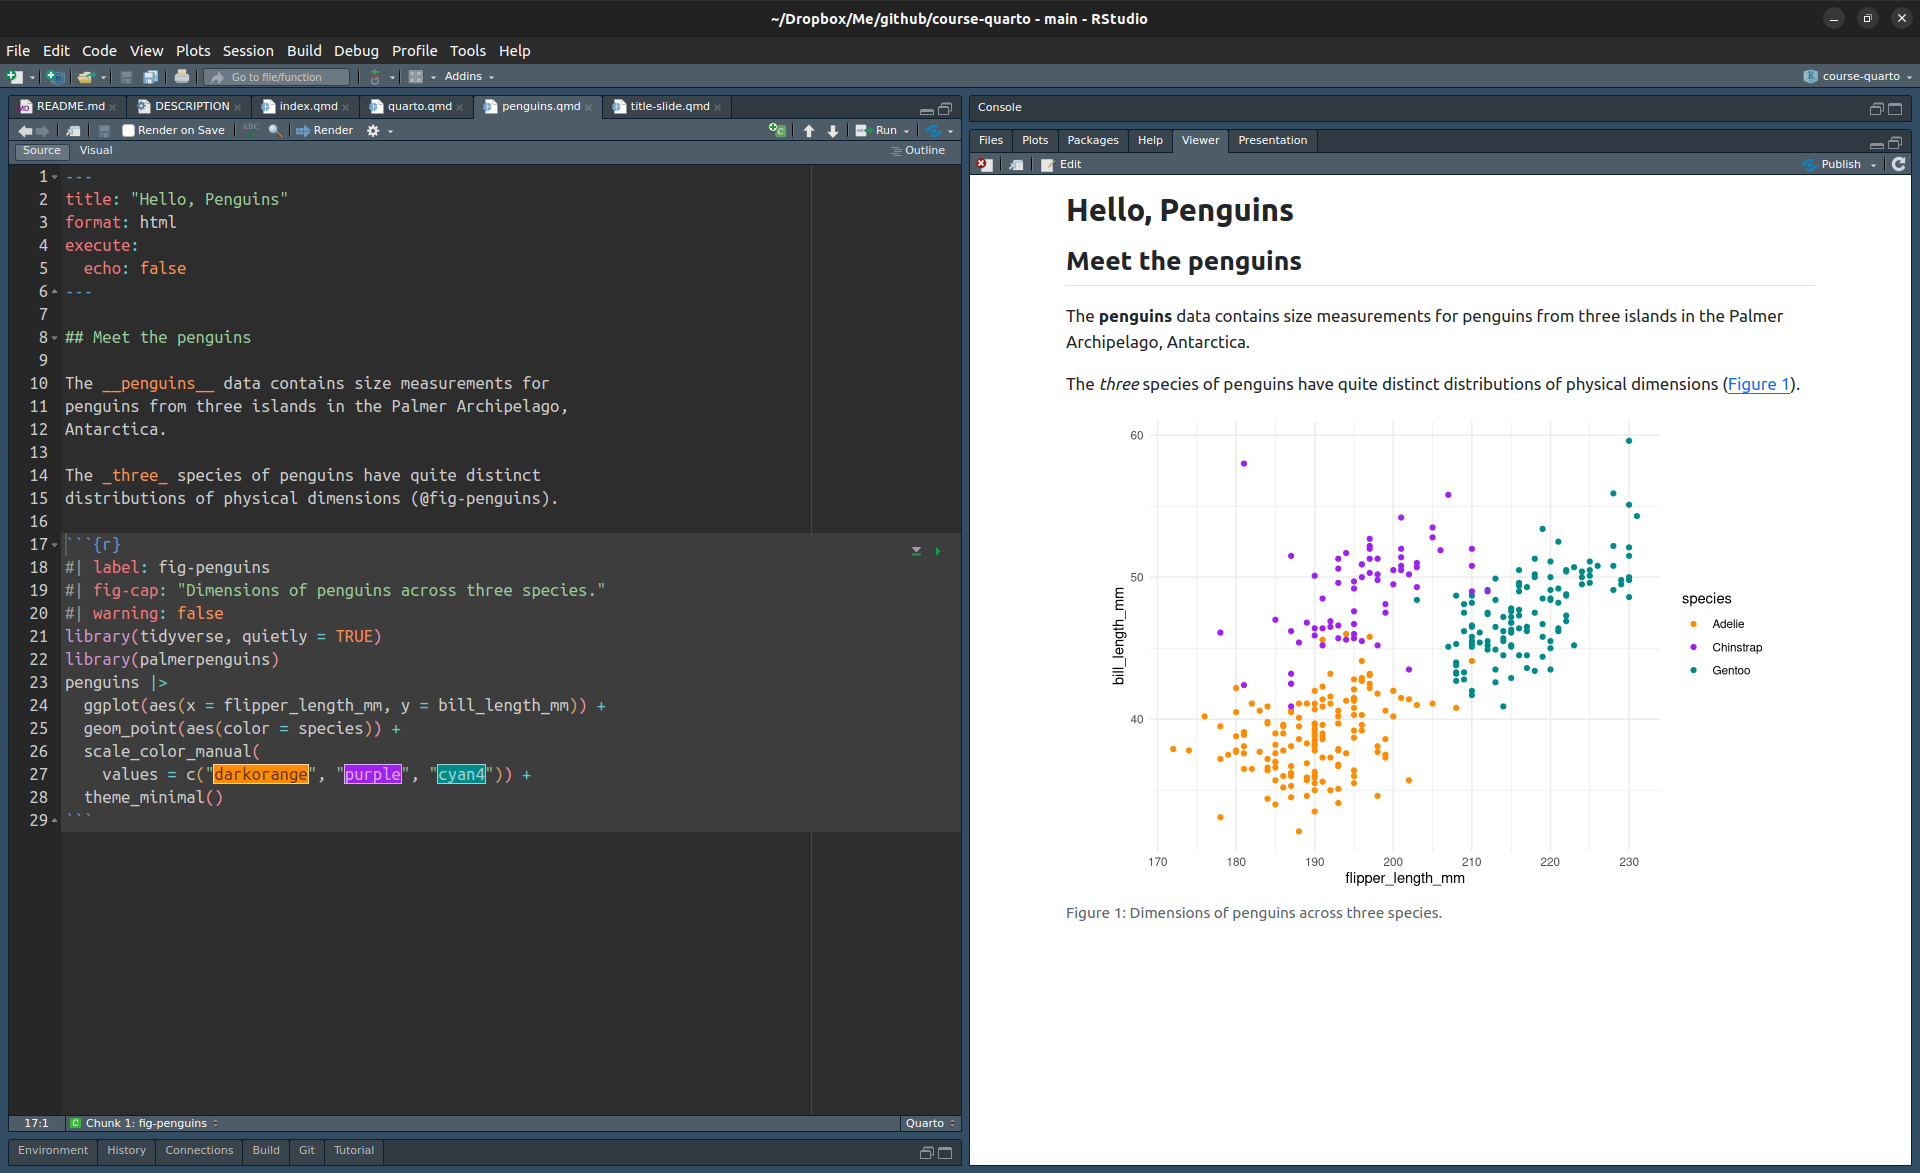 ~/Dropbox/Me/github/course-quarto - main - RStudio
File Edit Code View Plots Session Build Debug Profile Tools Help
Go to file/function Addins course-quarto
README.md DESCRIPTION index.qmd quarto.qmd penguins.qmd title-slide.qmd
Render on Save ABC Render Run
Source Visual Outline
1 ---
2 title: "Hello, Penguins"
3 format: html
4 execute:
5   echo: false
6 ---
7
8 ## Meet the penguins
9
10 The __penguins__ data contains size measurements for
11 penguins from three islands in the Palmer Archipelago,
12 Antarctica.
13
14 The _three_ species of penguins have quite distinct
15 distributions of physical dimensions (@fig-penguins).
16
17 ```{r}
18 #| label: fig-penguins
19 #| fig-cap: "Dimensions of penguins across three species."
20 #| warning: false
21 library(tidyverse, quietly = TRUE)
22 library(palmerpenguins)
23 penguins |>
24   ggplot(aes(x = flipper_length_mm, y = bill_length_mm)) +
25   geom_point(aes(color = species)) +
26   scale_color_manual(
27     values = c("darkorange", "purple", "cyan4")) +
28   theme_minimal()
29 ```
17:1 C Chunk 1: fig-penguins Quarto
Environment History Connections Build Git Tutorial
Console
Files Plots Packages Help Viewer Presentation
Edit Publish
Hello, Penguins
Meet the penguins
The penguins data contains size measurements for penguins from three islands in the Palmer
Archipelago, Antarctica.
The three species of penguins have quite distinct distributions of physical dimensions (Figure 1).
60
50
40
bill_length_mm
170 180 190 200 210 220 230
flipper_length_mm
species
Adelie
Chinstrap
Gentoo
Figure 1: Dimensions of penguins across three species.